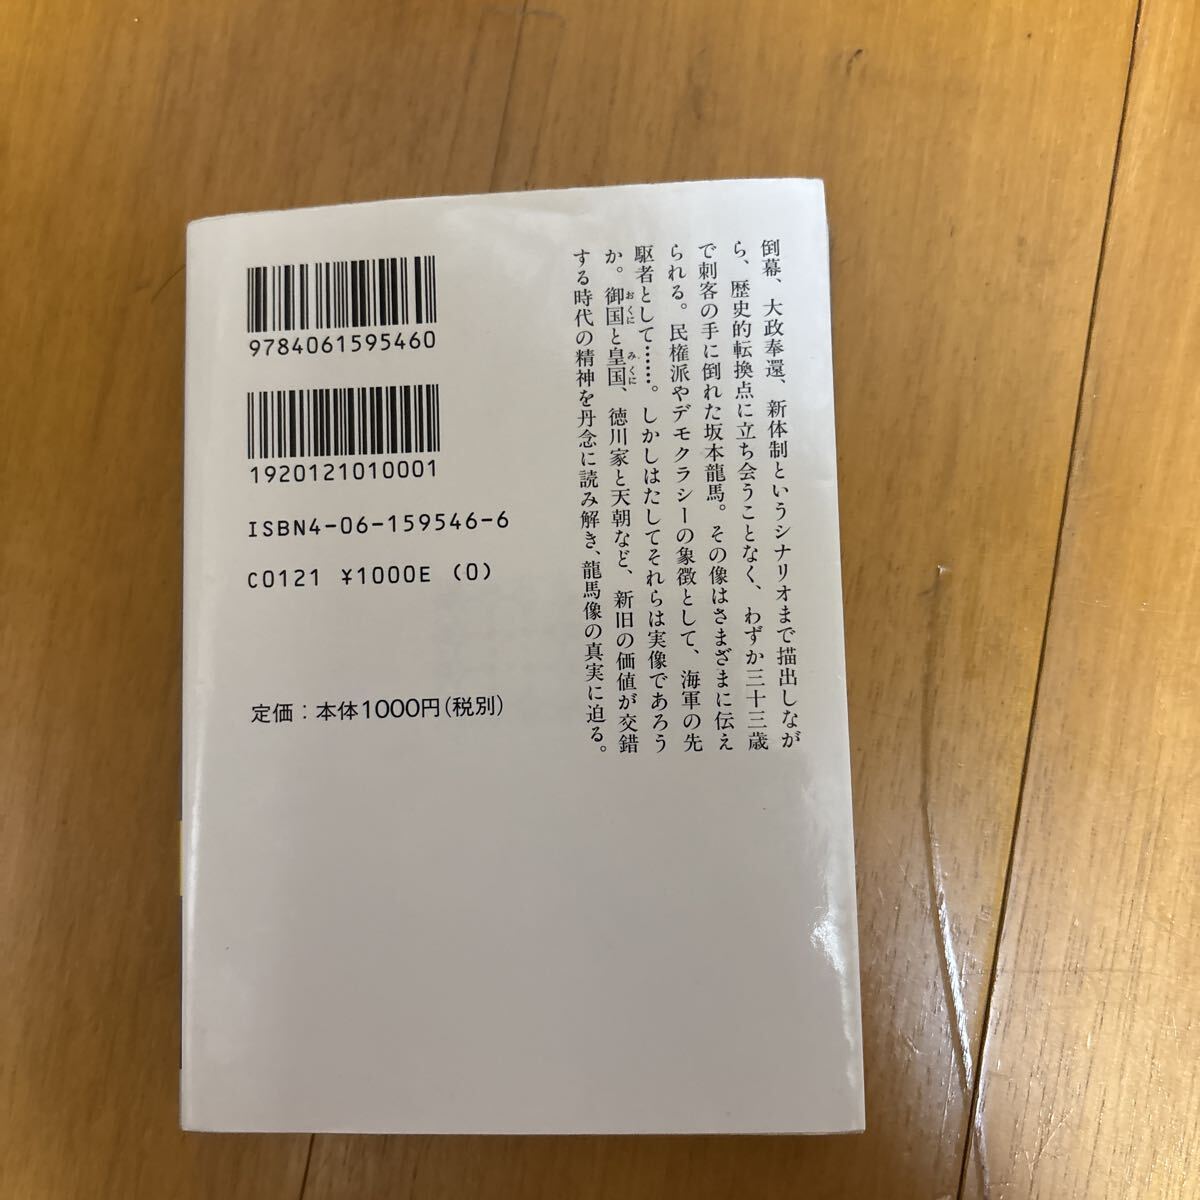 倒幕、大政奉還、新体制というシナリオまで描出しなが
ら、歴史的転換点に立ち会うことなく、わずか三十三歳
で刺客の手に倒れた坂本龍馬。その像はさまざまに伝え
られる。民権派やデモクラシーの象徴として、海軍の先
駆者として……。しかしはたしてそれらは実像であろう
か。御国おくにと皇国みくに、徳川家と天朝など、新旧の価値が交錯
する時代の精神を丹念に読み解き、龍馬像の真実に迫る。
9784061595460
1920121010001
ISBN4-06-159546-6
C0121 ¥1000E (0)
定価：本体1000円(税別)